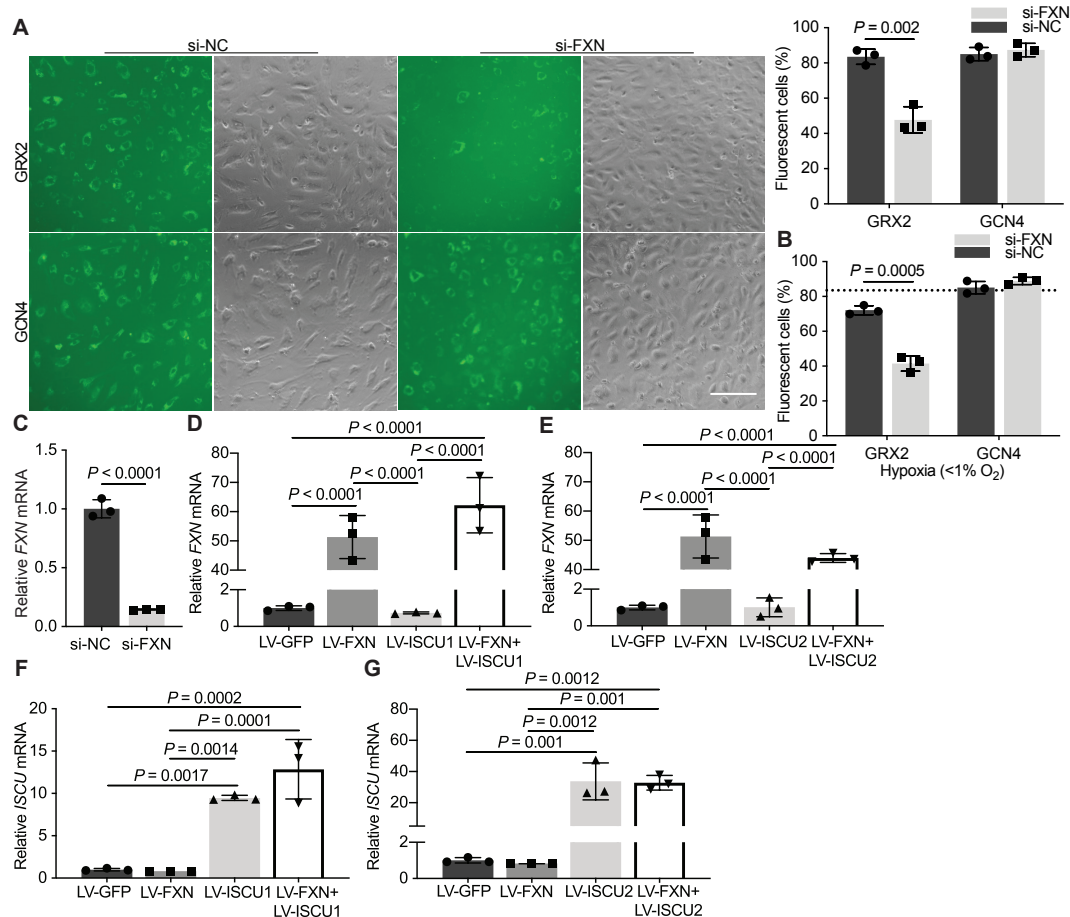 A
si-NC
si-FXN
GRX2
GCN4
si-FXN
si-NC
P = 0.002
Fluorescent cells (%)
100
80
60
40
20
0
GRX2
GCN4
B
si-FXN
si-NC
P = 0.0005
Fluorescent cells (%)
100
80
60
40
20
0
GRX2
GCN4
Hypoxia (<1% O2)
C
P < 0.0001
Relative FXN mRNA
1.5
1.0
0.5
0.0
si-NC
si-FXN
D
P < 0.0001
P < 0.0001
P < 0.0001
P < 0.0001
Relative FXN mRNA
80
70
60
50
40
2
0
LV-GFP
LV-FXN
LV-ISCU1
LV-FXN+
LV-ISCU1
E
P < 0.0001
P < 0.0001
P < 0.0001
P < 0.0001
Relative FXN mRNA
80
70
60
50
40
2
0
LV-GFP
LV-FXN
LV-ISCU2
LV-FXN+
LV-ISCU2
F
P = 0.0002
P = 0.0001
P = 0.0014
P = 0.0017
Relative ISCU mRNA
20
15
10
5
0
LV-GFP
LV-FXN
LV-ISCU1
LV-FXN+
LV-ISCU1
G
P = 0.0012
P = 0.001
P = 0.0012
P = 0.001
Relative ISCU mRNA
80
60
40
20
2
0
LV-GFP
LV-FXN
LV-ISCU2
LV-FXN+
LV-ISCU2